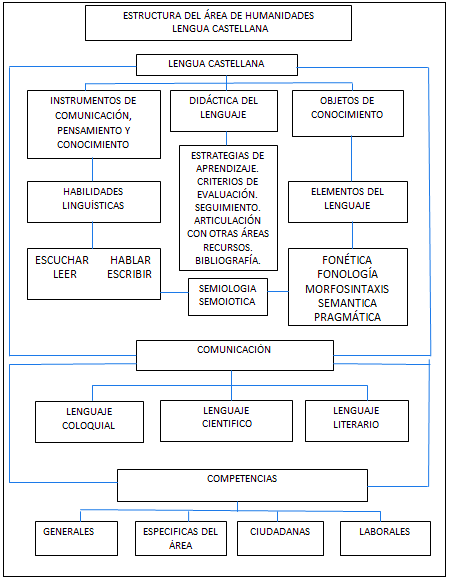 ESTRUCTURA DEL ÁREA DE HUMANIDADES
LENGUA CASTELLANA
LENGUA CASTELLANA
INSTRUMENTOS DE
COMUNICACIÓN,
PENSAMIENTO Y
CONOCIMIENTO
DIDÁCTICA DEL
LENGUAJE
OBJETOS DE
CONOCIMIENTO
ESTRATEGIAS DE
APRENDIZAJE.
CRITERIOS DE
EVALUACIÓN.
SEGUIMIENTO.
ARTICULACIÓN
CON OTRAS ÁREAS
RECURSOS.
BIBLIOGRAFÍA.
HABILIDADES
LINGUÍSTICAS
ELEMENTOS DEL
LENGUAJE
ESCUCHAR HABLAR
LEER ESCRIBIR
SEMIOLOGIA
SEMOIOTICA
FONÉTICA
FONOLOGÍA
MORFOSINTAXIS
SEMANTICA
PRAGMÁTICA
COMUNICACIÓN
LENGUAJE
COLOQUIAL
LENGUAJE
CIENTIFICO
LENGUAJE
LITERARIO
COMPETENCIAS
GENERALES
ESPECIFICAS DEL
ÁREA
CIUDADANAS
LABORALES